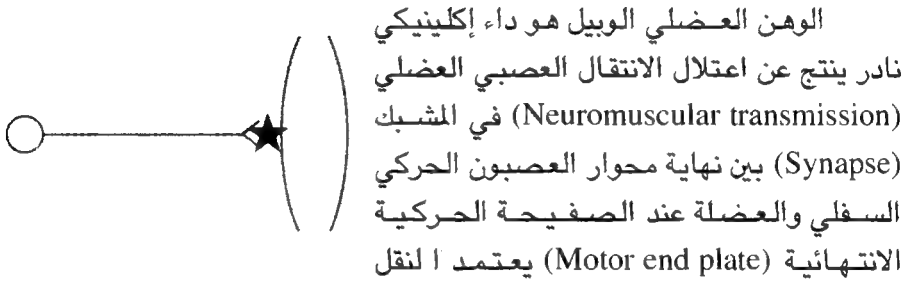 الوهن العضلي الوبيل هو داء إكلينيكي
نادر ينتج عن اعتلال الانتقال العصبي العضلي
(Neuromuscular transmission) في المشبك
(Synapse) بين نهاية محوار العصبون الحركي
السفلي والعضلة عند الصفيحة الحركية
الانتهائية (Motor end plate) يعتمد ا لنقل